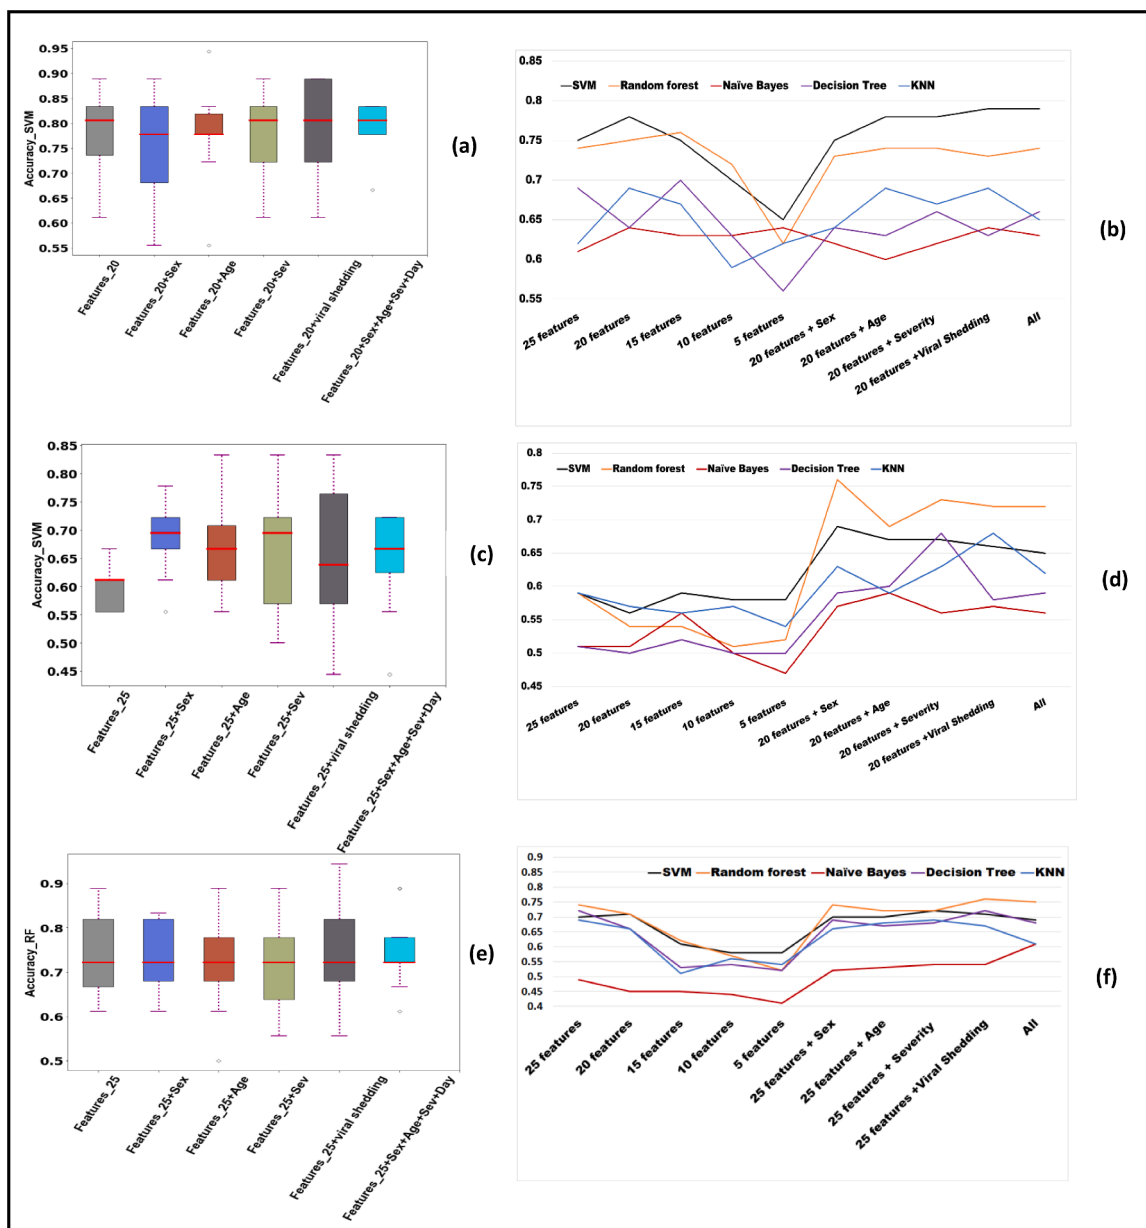 0.95
0.90
0.85
0.80
0.75
0.70
0.65
0.60
0.55
Accuracy_SVM
Features_20
Features_20+Sex
Features_20+Age
Features_20+Sev
Features_20+viral shedding
Features_20+Sex+Age+Sev+Day
(a)
0.85
0.8
0.75
0.7
0.65
0.6
0.55
SVM Random forest Naïve Bayes Decision Tree KNN
25 features
20 features
15 features
10 features
5 features
20 features + Sex
20 features + Age
20 features + Severity
20 features +Viral Shedding
All
(b)
0.85
0.80
0.75
0.70
0.65
0.60
0.55
0.50
0.45
Accuracy_SVM
Features_25
Features_25+Sex
Features_25+Age
Features_25+Sev
Features_25+viral shedding
Features_25+Sex+Age+Sev+Day
(c)
0.8
0.75
0.7
0.65
0.6
0.55
0.5
0.45
SVM Random forest Naïve Bayes Decision Tree KNN
25 features
20 features
15 features
10 features
5 features
20 features + Sex
20 features + Age
20 features + Severity
20 features +Viral Shedding
All
(d)
0.9
0.8
0.7
0.6
0.5
Accuracy_RF
Features_25
Features_25+Sex
Features_25+Age
Features_25+Sev
Features_25+viral shedding
Features_25+Sex+Age+Sev+Day
(e)
0.9
0.85
0.8
0.75
0.7
0.65
0.6
0.55
0.5
0.45
0.4
SVM Random forest Naïve Bayes Decision Tree KNN
25 features
20 features
15 features
10 features
5 features
25 features + Sex
25 features + Age
25 features + Severity
25 features +Viral Shedding
All
(f)